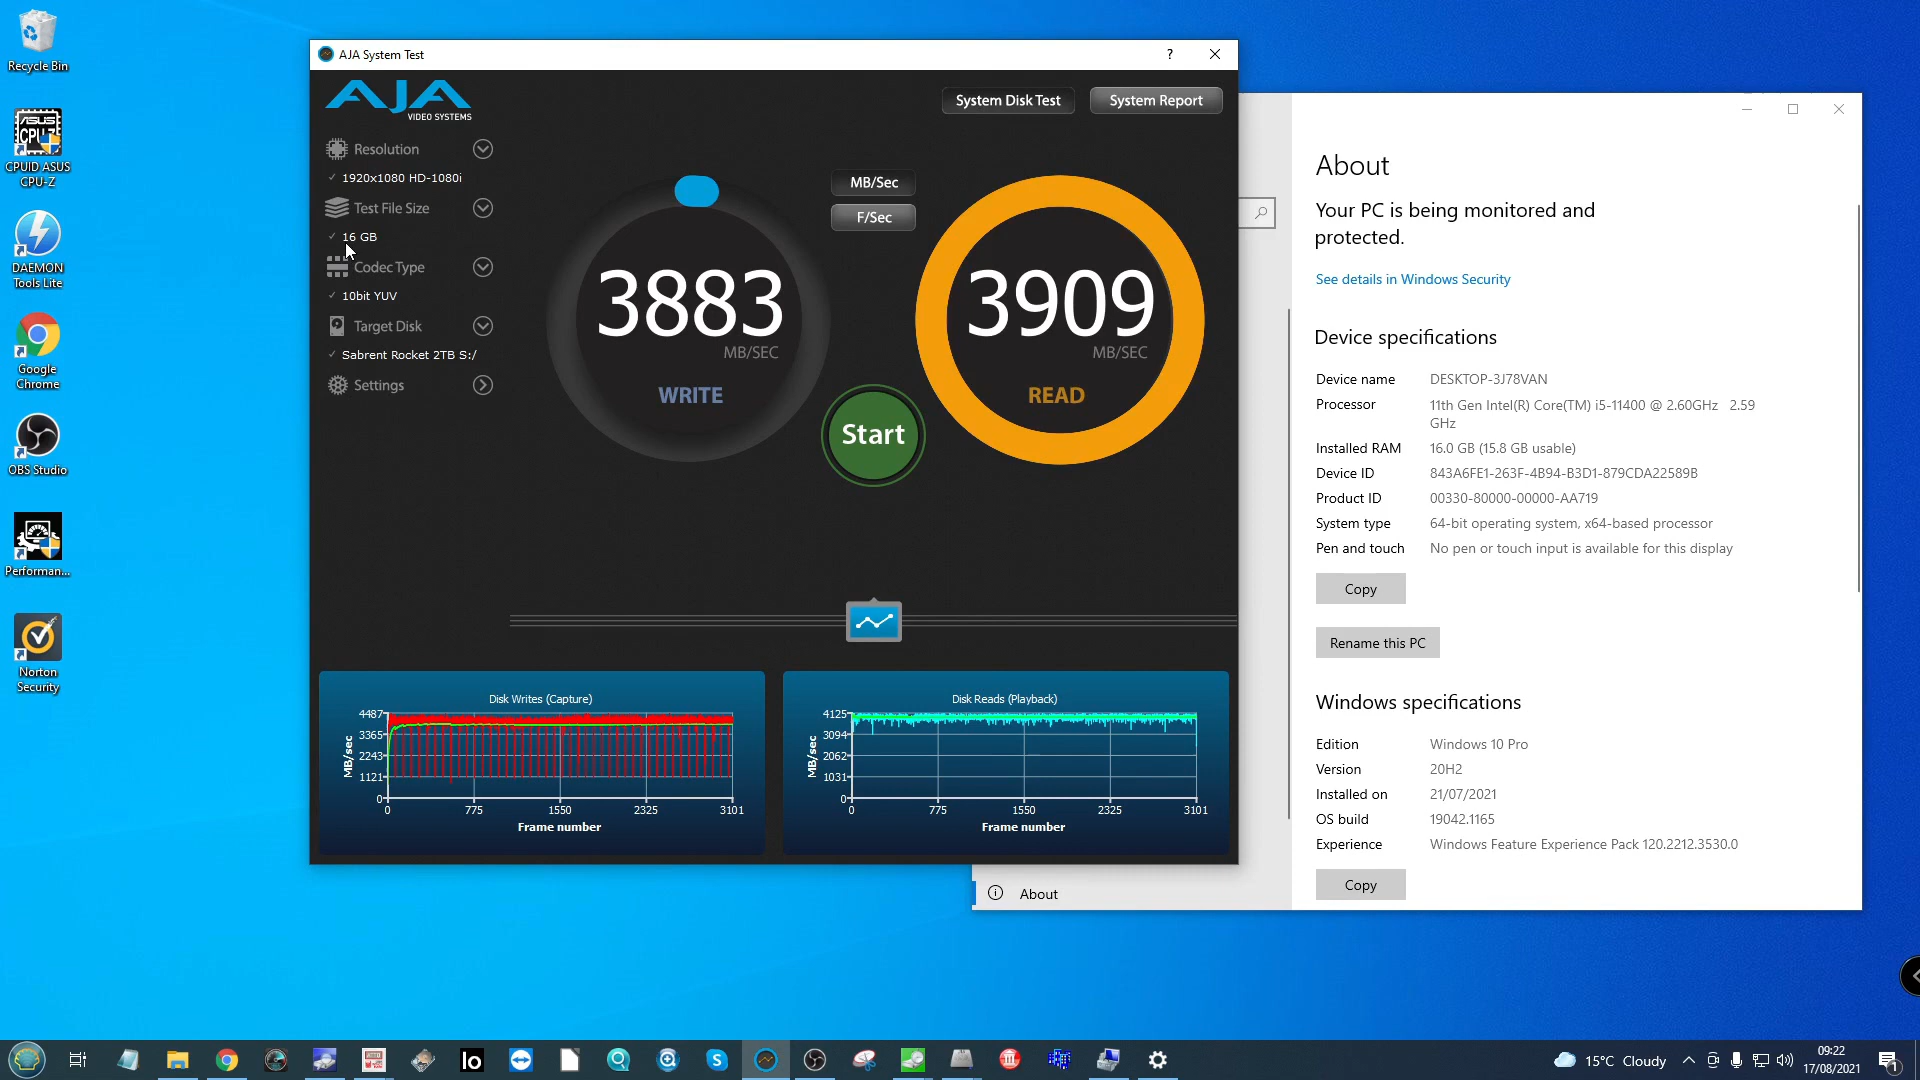 Recycle Bin
CPUID ASUS
CPU-Z
DAEMON
Tools Lite
Google
Chrome
OBS Studio
Performan...
Norton
Security
AJA System Test
?
AJA
VIDEO SYSTEMS
System Disk Test
System Report
Resolution
1920x1080 HD-1080i
Test File Size
16 GB
Codec Type
10bit YUV
Target Disk
Sabrent Rocket 2TB S:/
Settings
MB/Sec
F/Sec
3883
MB/SEC
WRITE
3909
MB/SEC
READ
Start
Disk Writes (Capture)
4487
3365
2243
1121
0
MB/sec
0 775 1550 2325 3101
Frame number
Disk Reads (Playback)
4125
3094
2062
1031
0
MB/sec
0 775 1550 2325 3101
Frame number
About
About
Your PC is being monitored and
protected.
See details in Windows Security
Device specifications
Device name DESKTOP-3J78VAN
Processor 11th Gen Intel(R) Core(TM) i5-11400 @ 2.60GHz 2.59
GHz
Installed RAM 16.0 GB (15.8 GB usable)
Device ID 843A6FE1-263F-4B94-B3D1-879CDA22589B
Product ID 00330-80000-00000-AA719
System type 64-bit operating system, x64-based processor
Pen and touch No pen or touch input is available for this display
Copy
Rename this PC
Windows specifications
Edition Windows 10 Pro
Version 20H2
Installed on 21/07/2021
OS build 19042.1165
Experience Windows Feature Experience Pack 120.2212.3530.0
Copy
Io
15°C Cloudy
09:22
17/08/2021
1